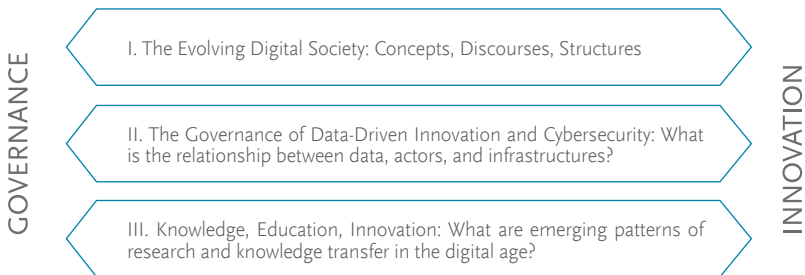 GOVERNANCE
I. The Evolving Digital Society: Concepts, Discourses, Structures
II. The Governance of Data-Driven Innovation and Cybersecurity: What
is the relationship between data, actors, and infrastructures?
III. Knowledge, Education, Innovation: What are emerging patterns of
research and knowledge transfer in the digital age?
INNOVATION